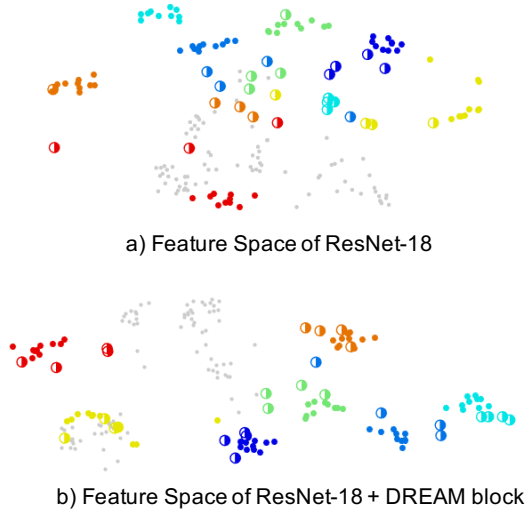 a) Feature Space of ResNet-18
b) Feature Space of ResNet-18 + DREAM block